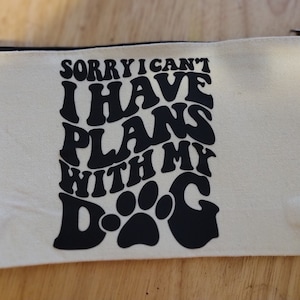 SORRY I CAN'T
I HAVE
PLANS
WITH MY
DOG